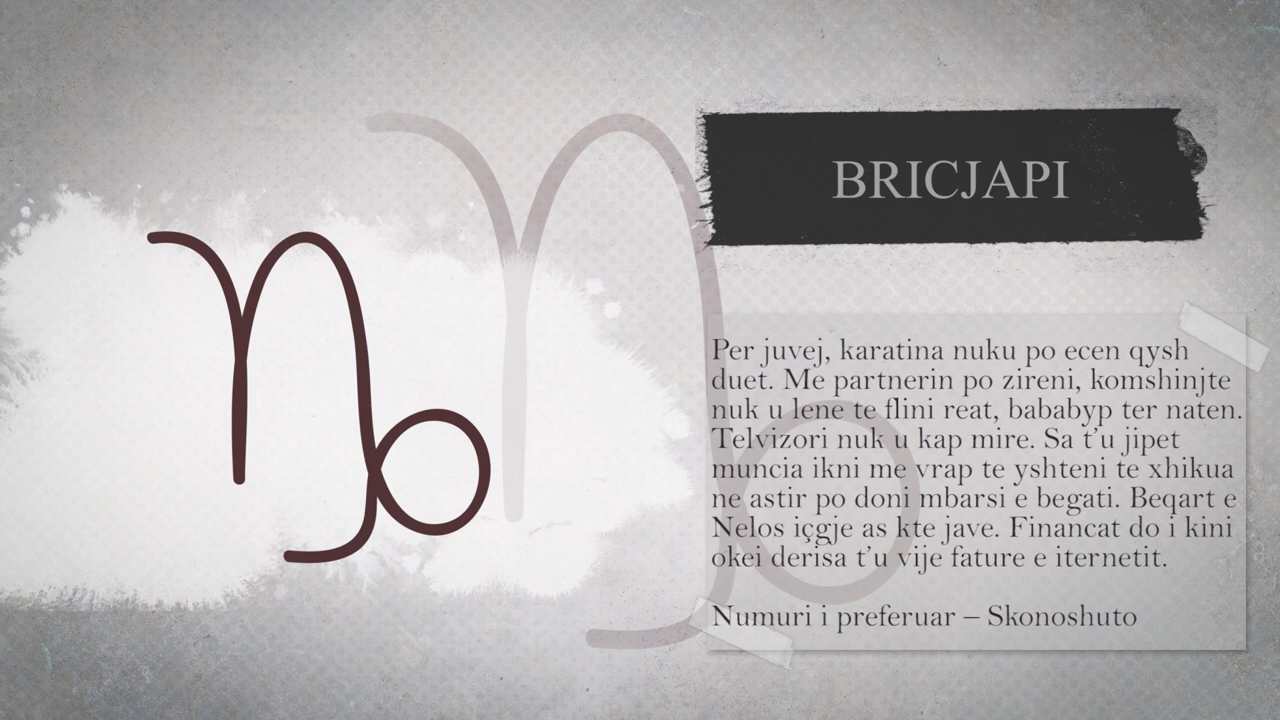 BRICJAPI
Per juvej, karatina nuku po ecen qysh
duet. Me partnerin po zireni, komshinjte
nuk u lene te flini reat, bababyp ter naten.
Telvizori nuk u kap mire. Sa t'u jipet
muncia ikni me vrap te yshteni te xhikua
ne astir po doni mbarsi e begati. Beqart e
Nelos içgje as kte jave. Financat do i kini
okei derisa t'u vije fature e iternetit.
Numuri i preferuar – Skonoshuto